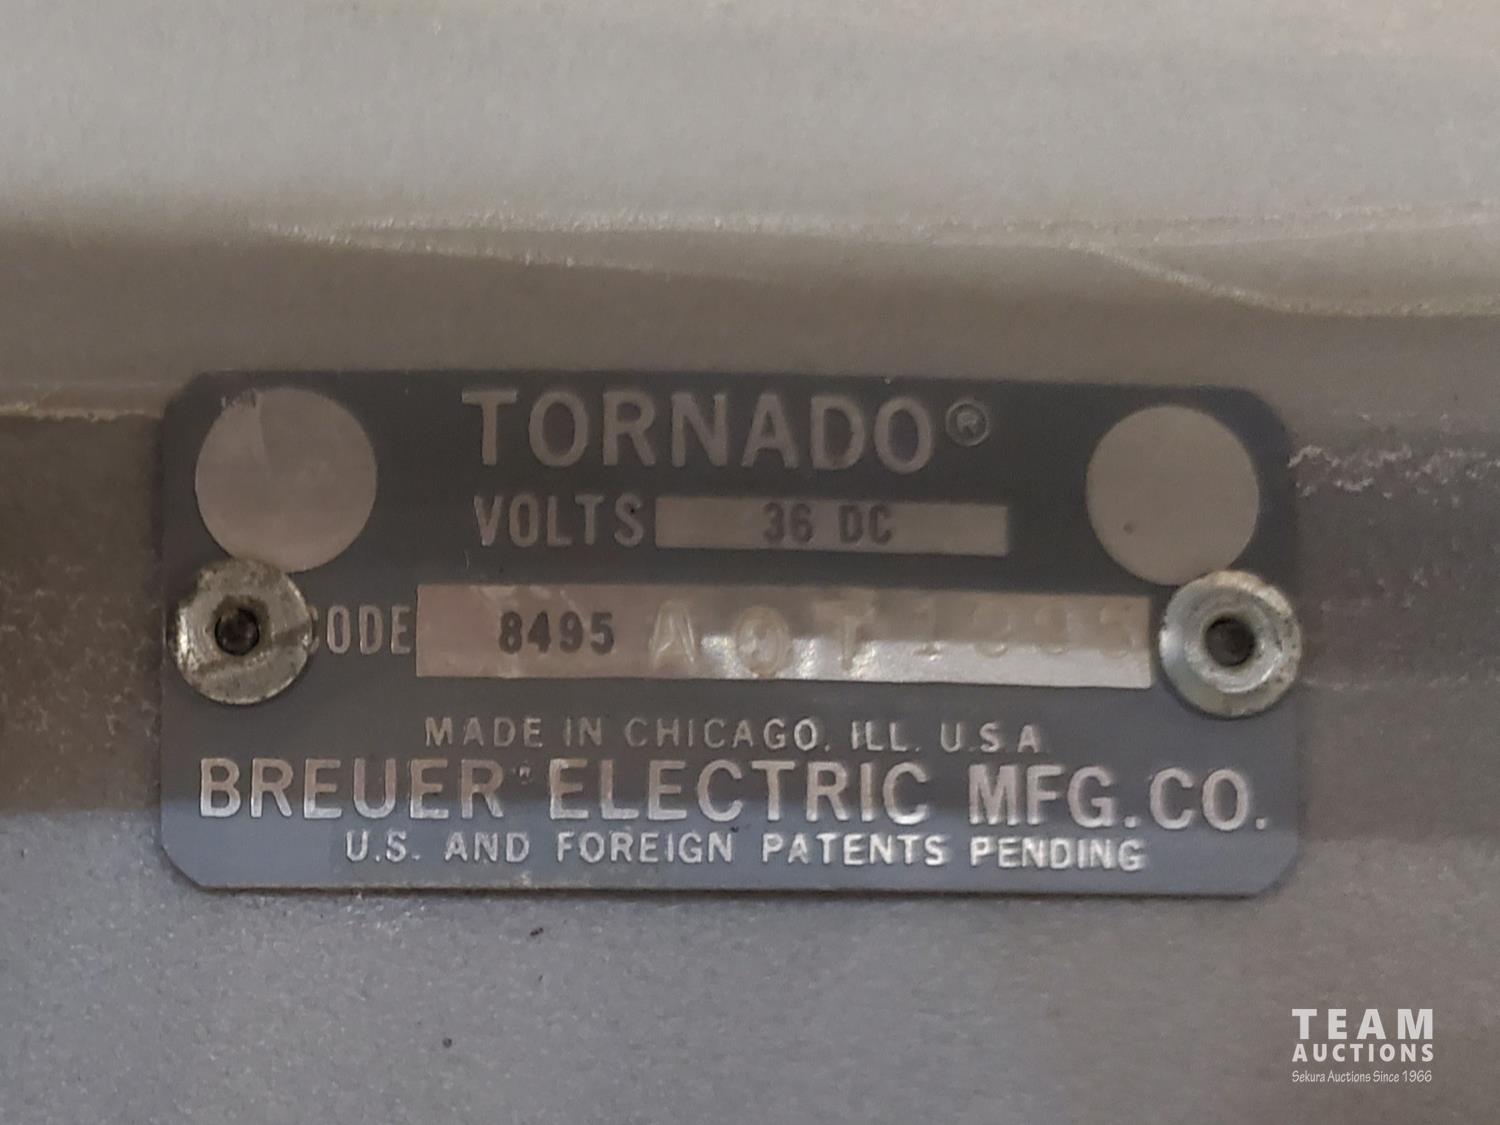 TORNADO®
VOLTS 36 DC
CODE 8495
MADE IN CHICAGO, ILL. U.S.A.
BREUER® ELECTRIC MFG. CO.
U.S. AND FOREIGN PATENTS PENDING
TEAM
AUCTIONS
Sekura Auctions Since 1966